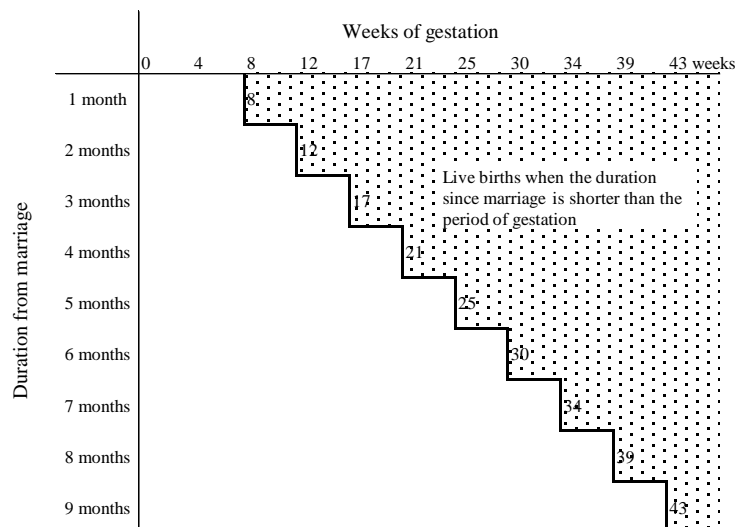 Weeks of gestation
0 4 8 12 17 21 25 30 34 39 43 weeks
Duration from marriage
1 month 8
2 months 12
3 months 17
4 months 21
5 months 25
6 months 30
7 months 34
8 months 39
9 months 43
Live births when the duration
since marriage is shorter than the
period of gestation